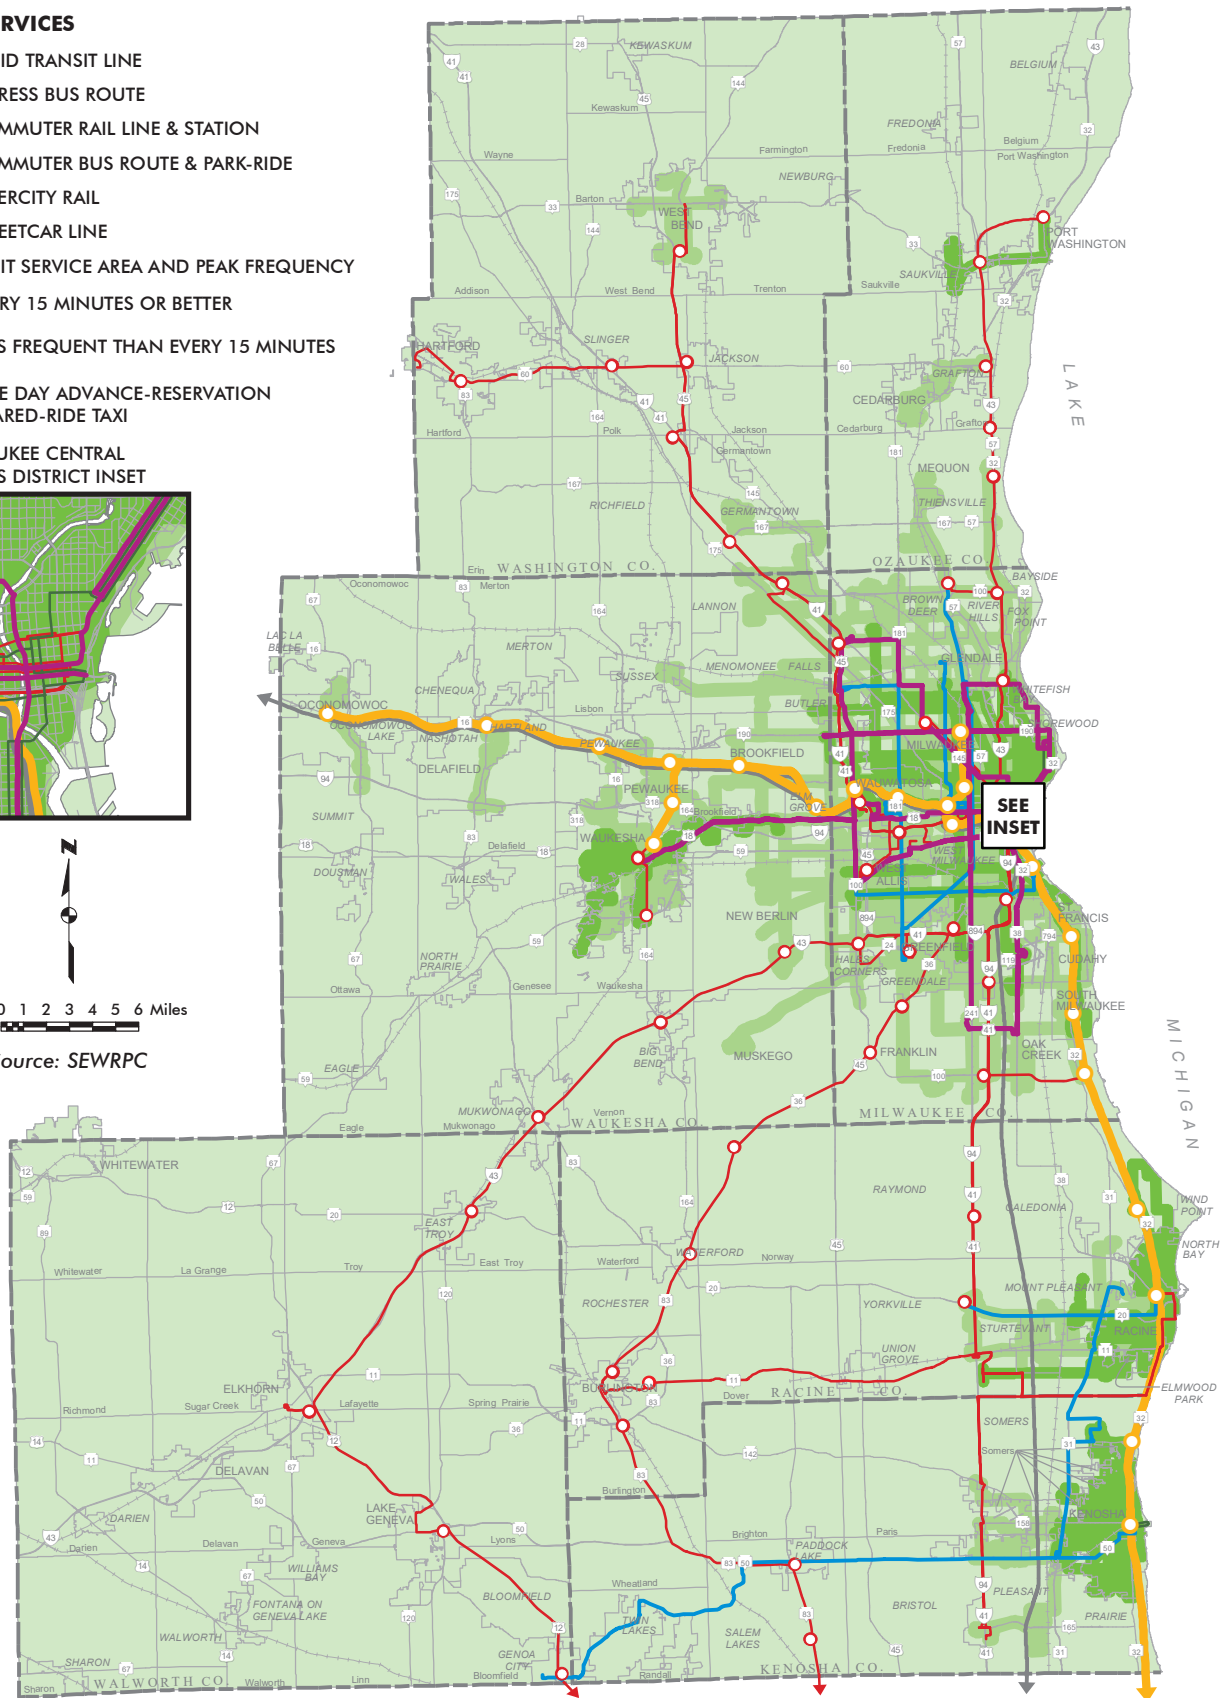 RVICES
ID TRANSIT LINE
RESS BUS ROUTE
MMUTER RAIL LINE & STATION
MMUTER BUS ROUTE & PARK-RIDE
ERCITY RAIL
EETCAR LINE
IT SERVICE AREA AND PEAK FREQUENCY
RY 15 MINUTES OR BETTER
S FREQUENT THAN EVERY 15 MINUTES
E DAY ADVANCE-RESERVATION
ARED-RIDE TAXI
UKEE CENTRAL
S DISTRICT INSET
N
0 1 2 3 4 5 6 Miles
ource: SEWRPC
KEWASKUM
Kewaskum
Wayne
Barton
WEST
BEND
Farmington
NEWBURG
Addison
West Bend
Trenton
BELGIUM
FREDONIA
Fredonia
Belgium
Port Washington
PORT
WASHINGTON
SAUKVILLE
Saukville
HARTFORD
SLINGER
JACKSON
Hartford
Polk
Jackson
Germantown
RICHFIELD
GERMANTOWN
Erin
WASHINGTON CO.
GRAFTON
CEDARBURG
Cedarburg
Grafton
MEQUON
THIENSVILLE
OZAUKEE CO.
LAKE
MICHIGAN
Oconomowoc
Merton
LAC LA
BELLE
MERTON
LANNON
CHENEQUA
SUSSEX
MENOMONEE FALLS
Lisbon
BUTLER
OCONOMOWOC
OCONOMOWOC
LAKE
NASHOTAH
HARTLAND
PEWAUKEE
DELAFIELD
BROOKFIELD
PEWAUKEE
ELM
GROVE
Brookfield
SUMMIT
WAUKESHA
Delafield
DOUSMAN
WALES
NEW BERLIN
NORTH
PRAIRIE
Ottawa
Genesee
Waukesha
EAGLE
BIG
BEND
MUSKEGO
MUKWONAGO
Eagle
Mukwonago
Vernon
WAUKESHA CO.
BAYSIDE
BROWN
DEER
RIVER
HILLS
FOX
POINT
GLENDALE
WHITEFISH
BAY
SHOREWOOD
MILWAUKEE
WAUWATOSA
SEE
INSET
WEST
MILWAUKEE
WEST
ALLIS
ST.
FRANCIS
CUDAHY
GREENFIELD
HALES
CORNERS
GREENDALE
SOUTH
MILWAUKEE
FRANKLIN
OAK
CREEK
MILWAUKEE CO.
WHITEWATER
Whitewater
La Grange
Troy
EAST
TROY
East Troy
ELKHORN
Richmond
Sugar Creek
Lafayette
Spring Prairie
DELAVAN
DARIEN
Darien
Delavan
Geneva
LAKE
GENEVA
Lyons
WILLIAMS
BAY
FONTANA ON
GENEVA LAKE
BLOOMFIELD
WALWORTH
SHARON
Sharon
WALWORTH CO.
Walworth
Linn
Bloomfield
GENOA
CITY
RAYMOND
CALEDONIA
WIND
POINT
NORTH
BAY
WATERFORD
Waterford
Norway
ROCHESTER
YORKVILLE
MOUNT PLEASANT
STURTEVANT
RACINE
UNION
GROVE
BURLINGTON
Dover
RACINE CO.
ELMWOOD
PARK
Burlington
SOMERS
Somers
KENOSHA
Brighton
Paris
PADDOCK
LAKE
Wheatland
TWIN
LAKES
SALEM
LAKES
BRISTOL
PLEASANT
PRAIRIE
Randall
KENOSHA CO.